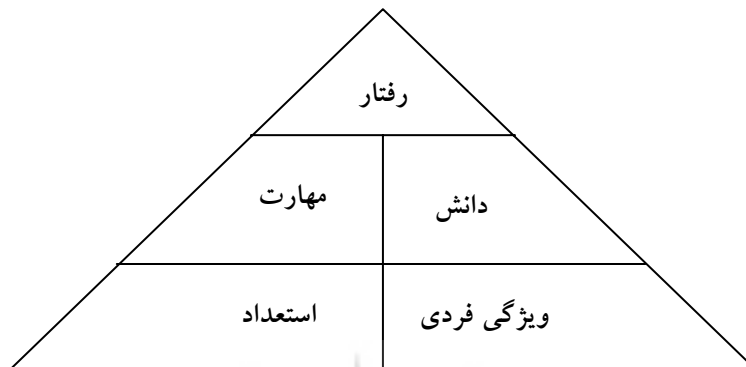 رفتار
دانش
مهارت
ویژگی فردی
استعداد